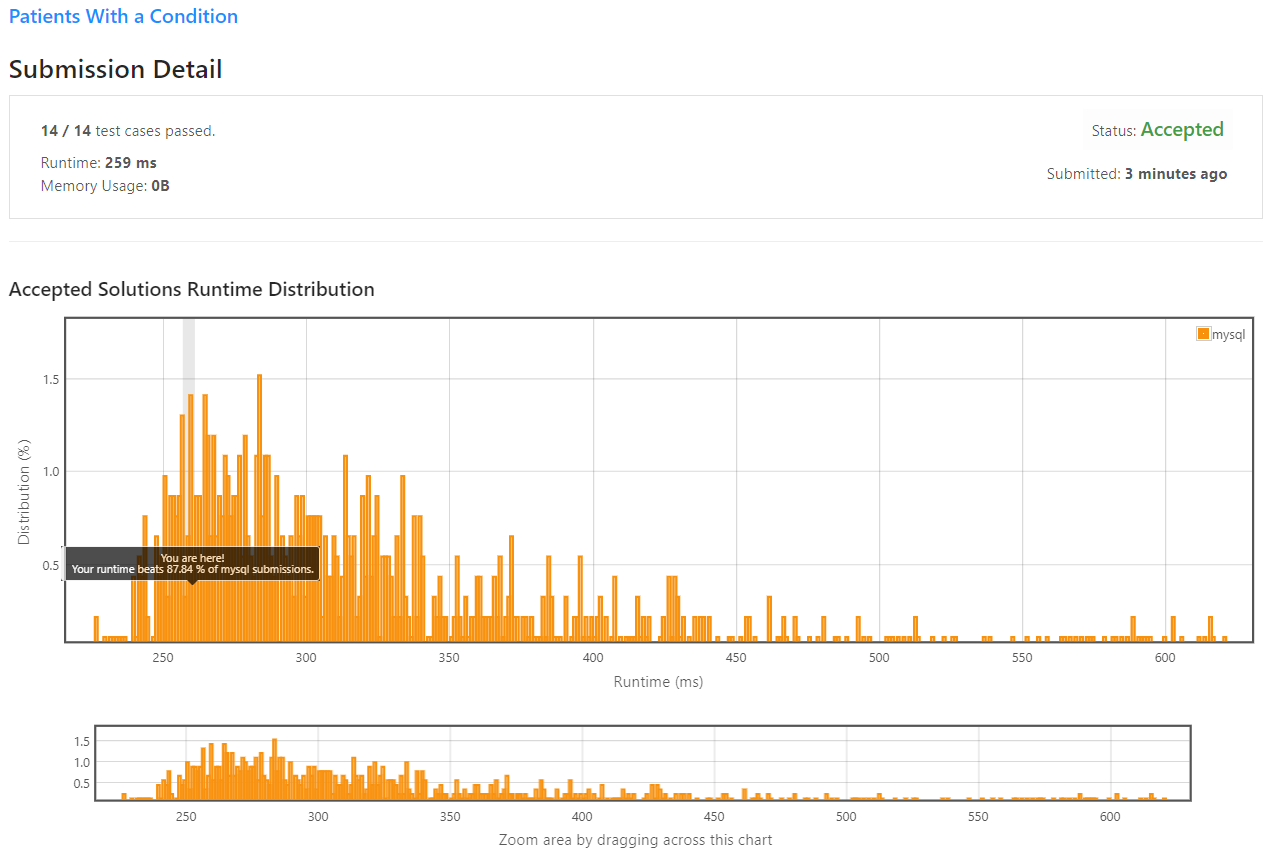 Patients With a Condition
Submission Detail
14 / 14 test cases passed.
Status: Accepted
Runtime: 259 ms
Memory Usage: 0B
Submitted: 3 minutes ago
Accepted Solutions Runtime Distribution
mysql
1.5
1.0
0.5
Distribution (%)
You are here!
Your runtime beats 87.84 % of mysql submissions.
250 300 350 400 450 500 550 600
Runtime (ms)
1.5
1.0
0.5
250 300 350 400 450 500 550 600
Zoom area by dragging across this chart